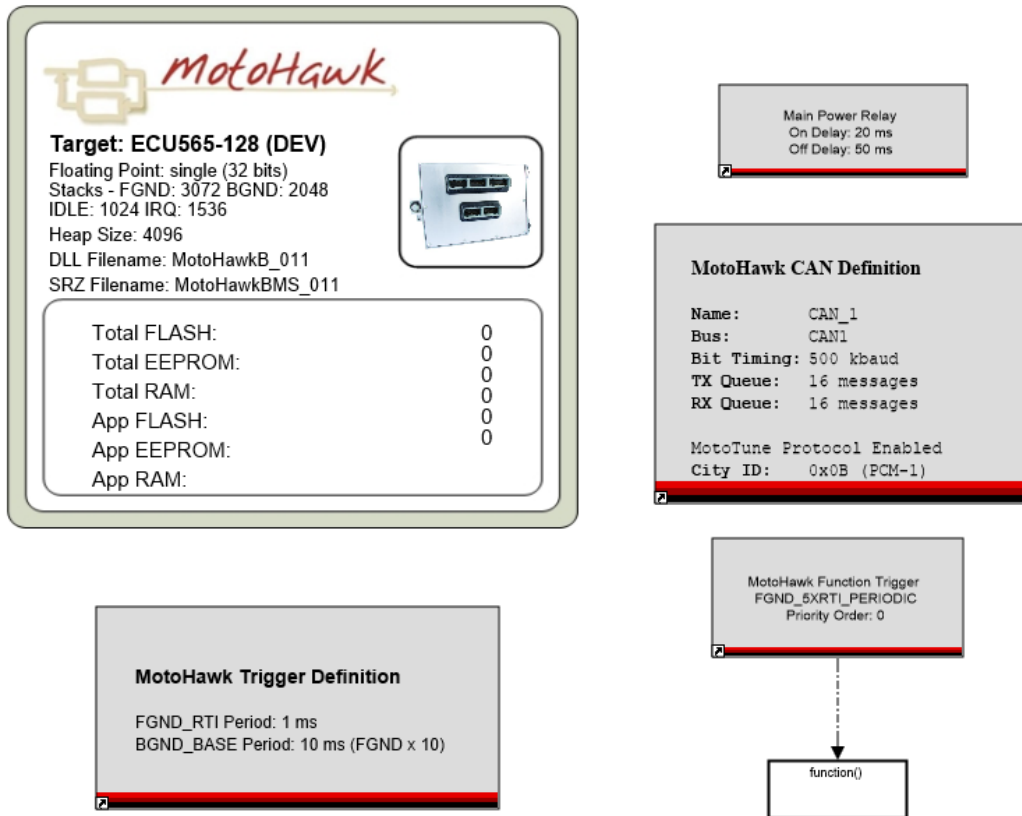 MotoHawk
Target: ECU565-128 (DEV)
Floating Point: single (32 bits)
Stacks - FGND: 3072 BGND: 2048
IDLE: 1024 IRQ: 1536
Heap Size: 4096
DLL Filename: MotoHawkB_011
SRZ Filename: MotoHawkBMS_011
Total FLASH: 0
Total EEPROM: 0
Total RAM: 0
App FLASH: 0
App EEPROM: 0
App RAM: 0
Main Power Relay
On Delay: 20 ms
Off Delay: 50 ms
MotoHawk CAN Definition
Name: CAN_1
Bus: CAN1
Bit Timing: 500 kbaud
TX Queue: 16 messages
RX Queue: 16 messages
MotoTune Protocol Enabled
City ID: 0x0B (PCM-1)
MotoHawk Trigger Definition
FGND_RTI Period: 1 ms
BGND_BASE Period: 10 ms (FGND x 10)
MotoHawk Function Trigger
FGND_5XRTI_PERIODIC
Priority Order: 0
function()